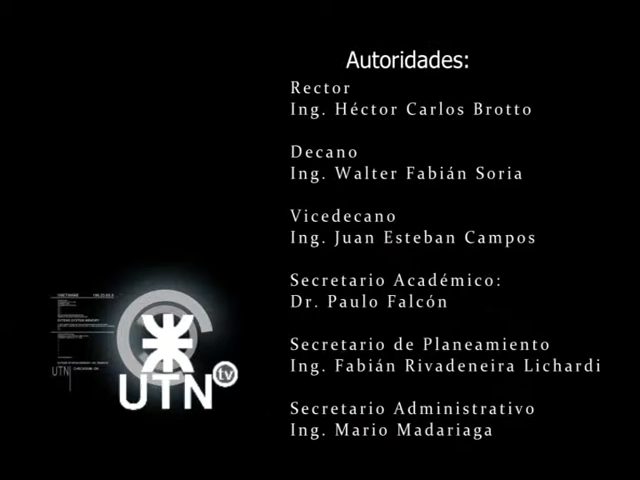 Autoridades:
Rector
Ing. Héctor Carlos Brotto
Decano
Ing. Walter Fabián Soria
Vicedecano
Ing. Juan Esteban Campos
Secretario Académico:
Dr. Paulo Falcón
Secretario de Planeamiento
Ing. Fabián Rivadeneira Lichardi
Secretario Administrativo
Ing. Mario Madariaga
UTN
UTN tv